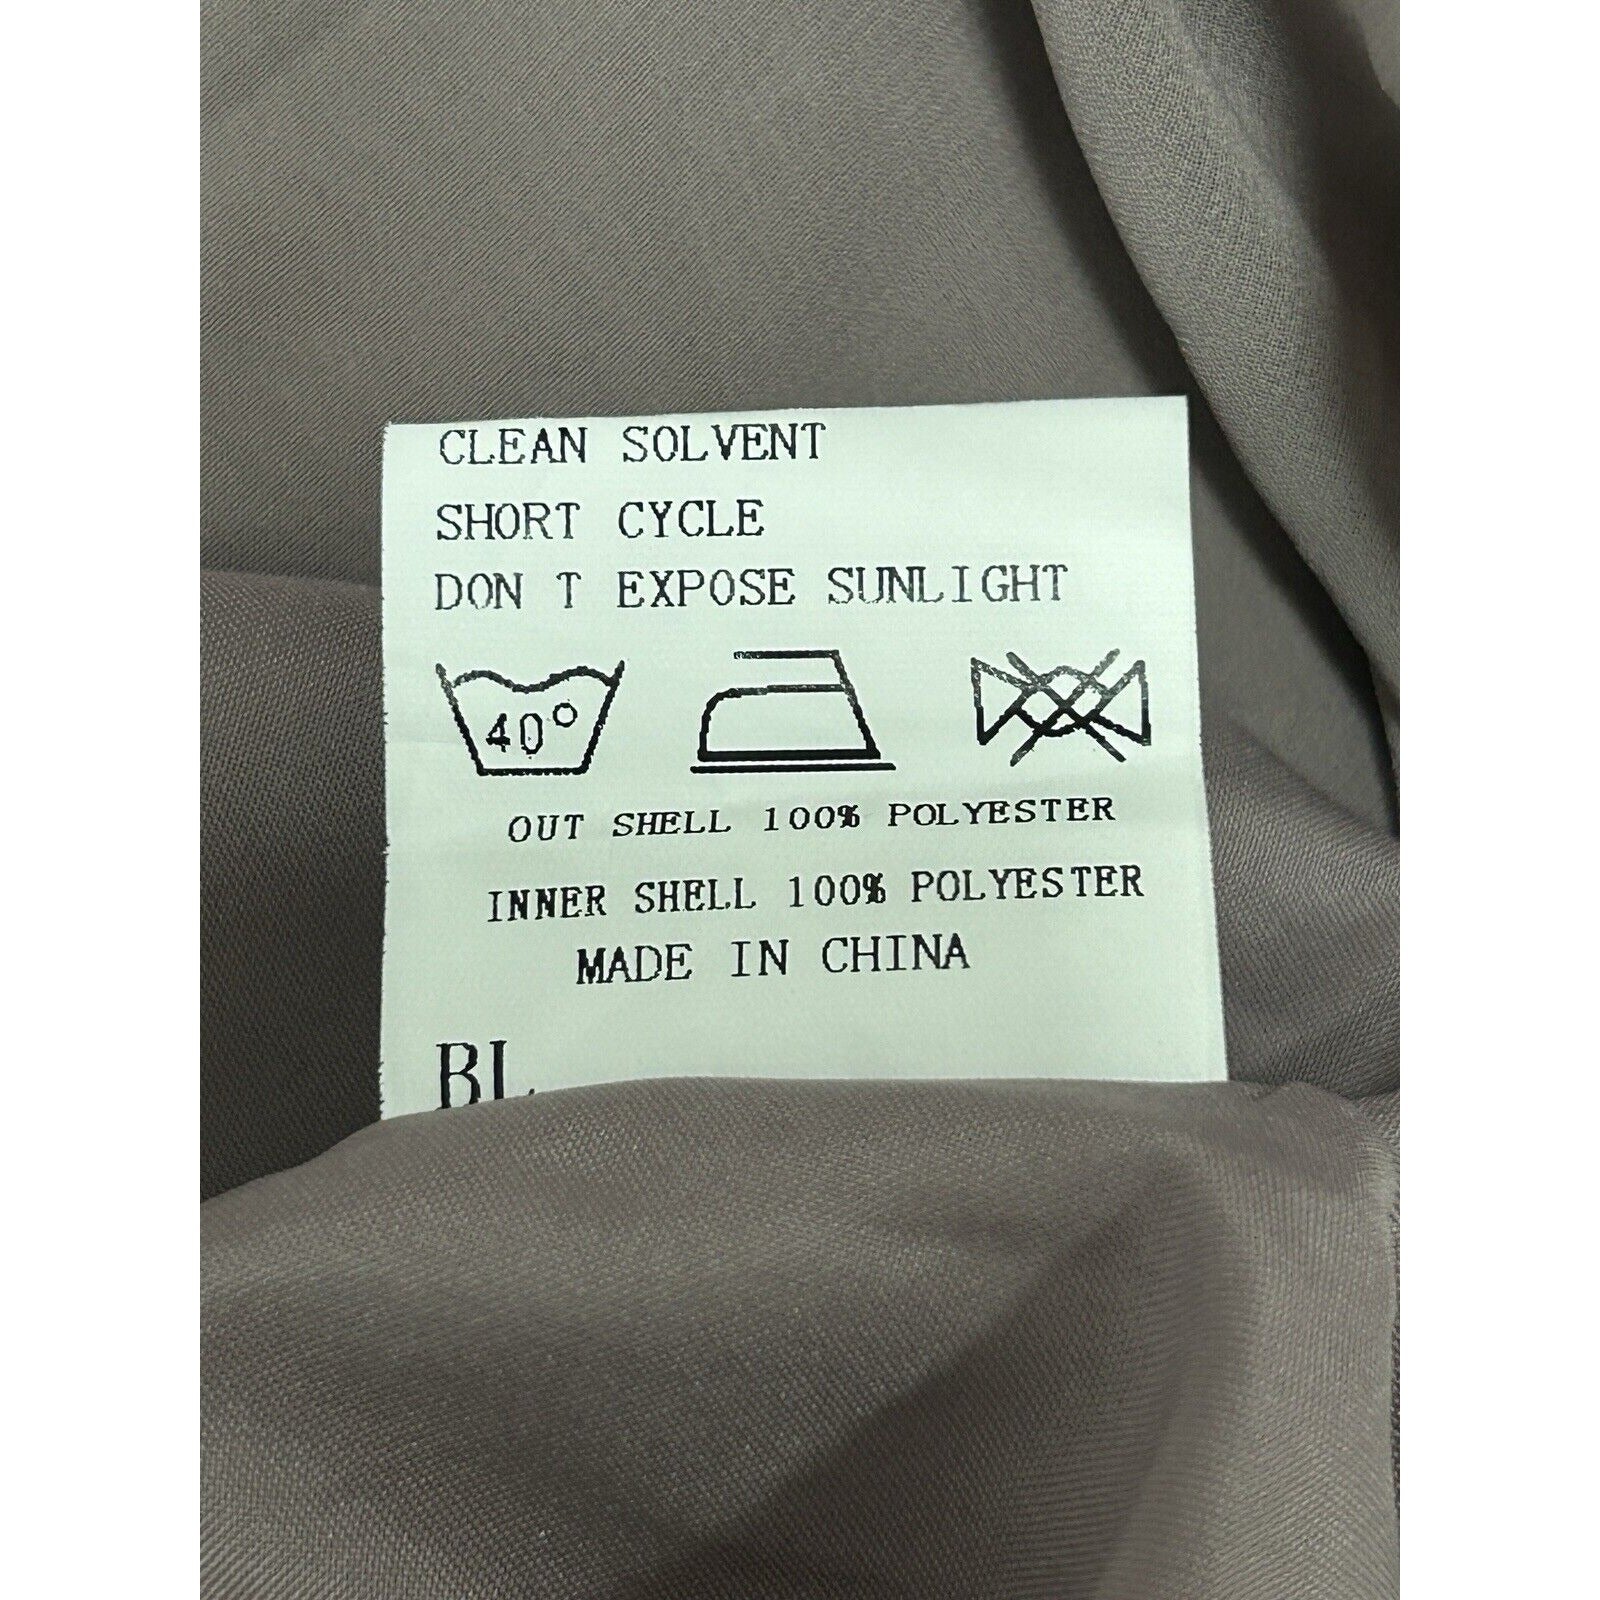 CLEAN SOLVENT
SHORT CYCLE
DON T EXPOSE SUNLIGHT
40°
OUT SHELL 100% POLYESTER
INNER SHELL 100% POLYESTER
MADE IN CHINA
BL